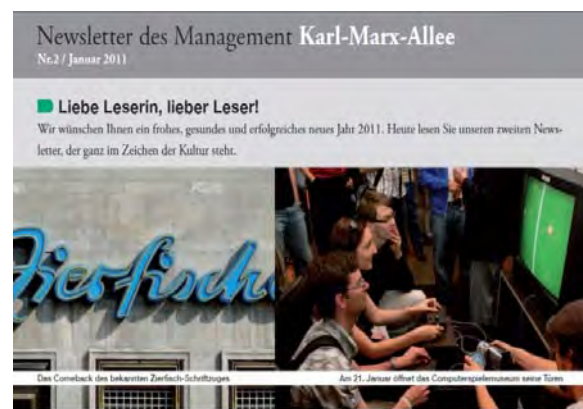 Newsletter des Management Karl-Marx-Allee
Nr.2 / Januar 2011
Liebe Leserin, lieber Leser!
Wir wünschen Ihnen ein frohes, gesundes und erfolgreiches neues Jahr 2011. Heute lesen Sie unseren zweiten News-
letter, der ganz im Zeichen der Kultur steht.
Zierfische
Das Comeback des bekannten Zierfisch-Schriftzuges
Am 21. Januar öffnet das Computerspielemuseum seine Türen